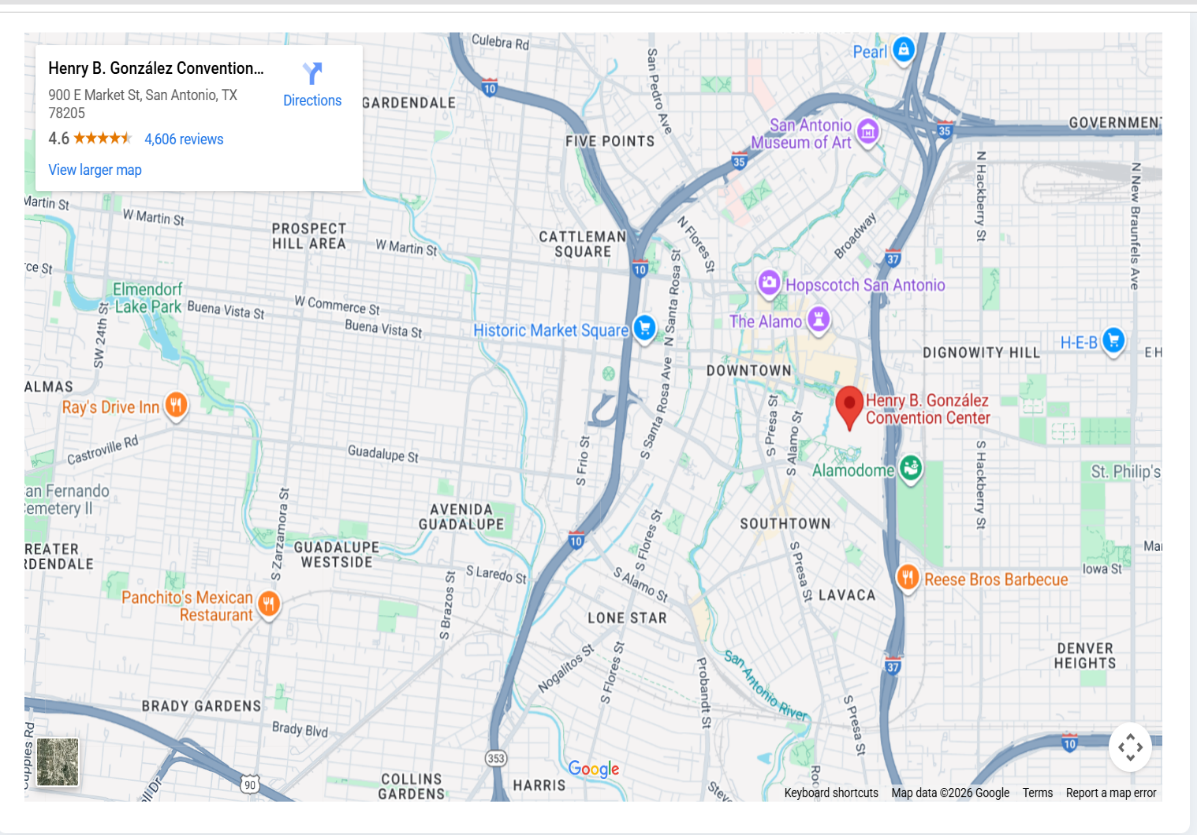 Henry B. González Convention...
900 E Market St, San Antonio, TX
78205
4.6
4,606 reviews
View larger map
Directions
Culebra Rd
San Pedro Ave
Pearl
10
GARDENDALE
FIVE POINTS
San Antonio
Museum of Art
35
35
GOVERNMENT
N Hackberry St
N New Braunfels Ave
Martin St
W Martin St
PROSPECT
HILL AREA
W Martin St
CATTLEMAN
SQUARE
N Flores St
Broadway
37
10
ce St
Elmendorf
Lake Park
Buena Vista St
W Commerce St
Buena Vista St
SW 24th St
Historic Market Square
N Santa Rosa St
Hopscotch San Antonio
The Alamo
H-E-B
DIGNOWITY HILL
E H
DOWNTOWN
ALMAS
Ray's Drive Inn
Henry B. González
Convention Center
S Santa Rosa Ave
S Presa St
S Alamo St
Castroville Rd
Guadalupe St
S Frio St
Alamodome
S Hackberry St
St. Philip's
an Fernando
emetery II
AVENIDA
GUADALUPE
S Zarzamora St
SOUTHTOWN
S Flores St
10
REATER
RDENDALE
GUADALUPE
WESTSIDE
Ma
Iowa St
S Laredo St
S Alamo St
S Presa St
Reese Bros Barbecue
LAVACA
Panchito's Mexican
Restaurant
S Brazos St
LONE STAR
DENVER
HEIGHTS
Nogalitos St
S Flores St
Probandt St
San Antonio River
37
BRADY GARDENS
Brady Blvd
S Presa St
10
353
90
COLLINS
GARDENS
HARRIS
Google
Keyboard shortcuts
Map data ©2026 Google
Terms
Report a map error